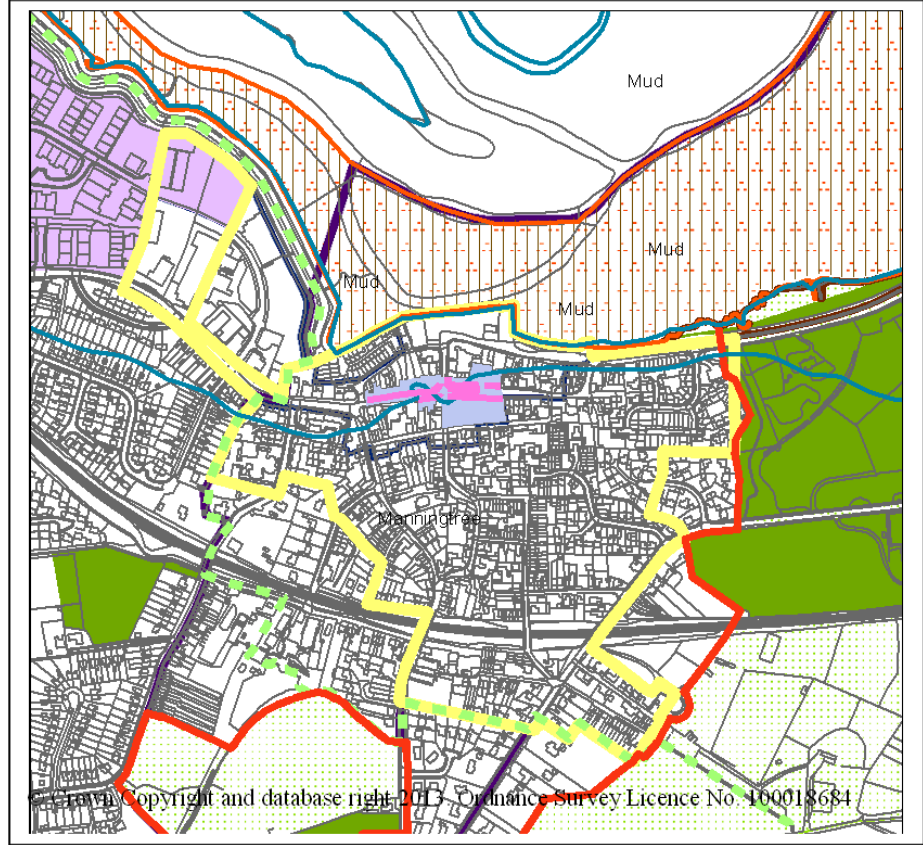 Mud
Mud
Mud
Mud
Manningtree
© Crown Copyright and database right 2013. Ordnance Survey Licence No. 100018684